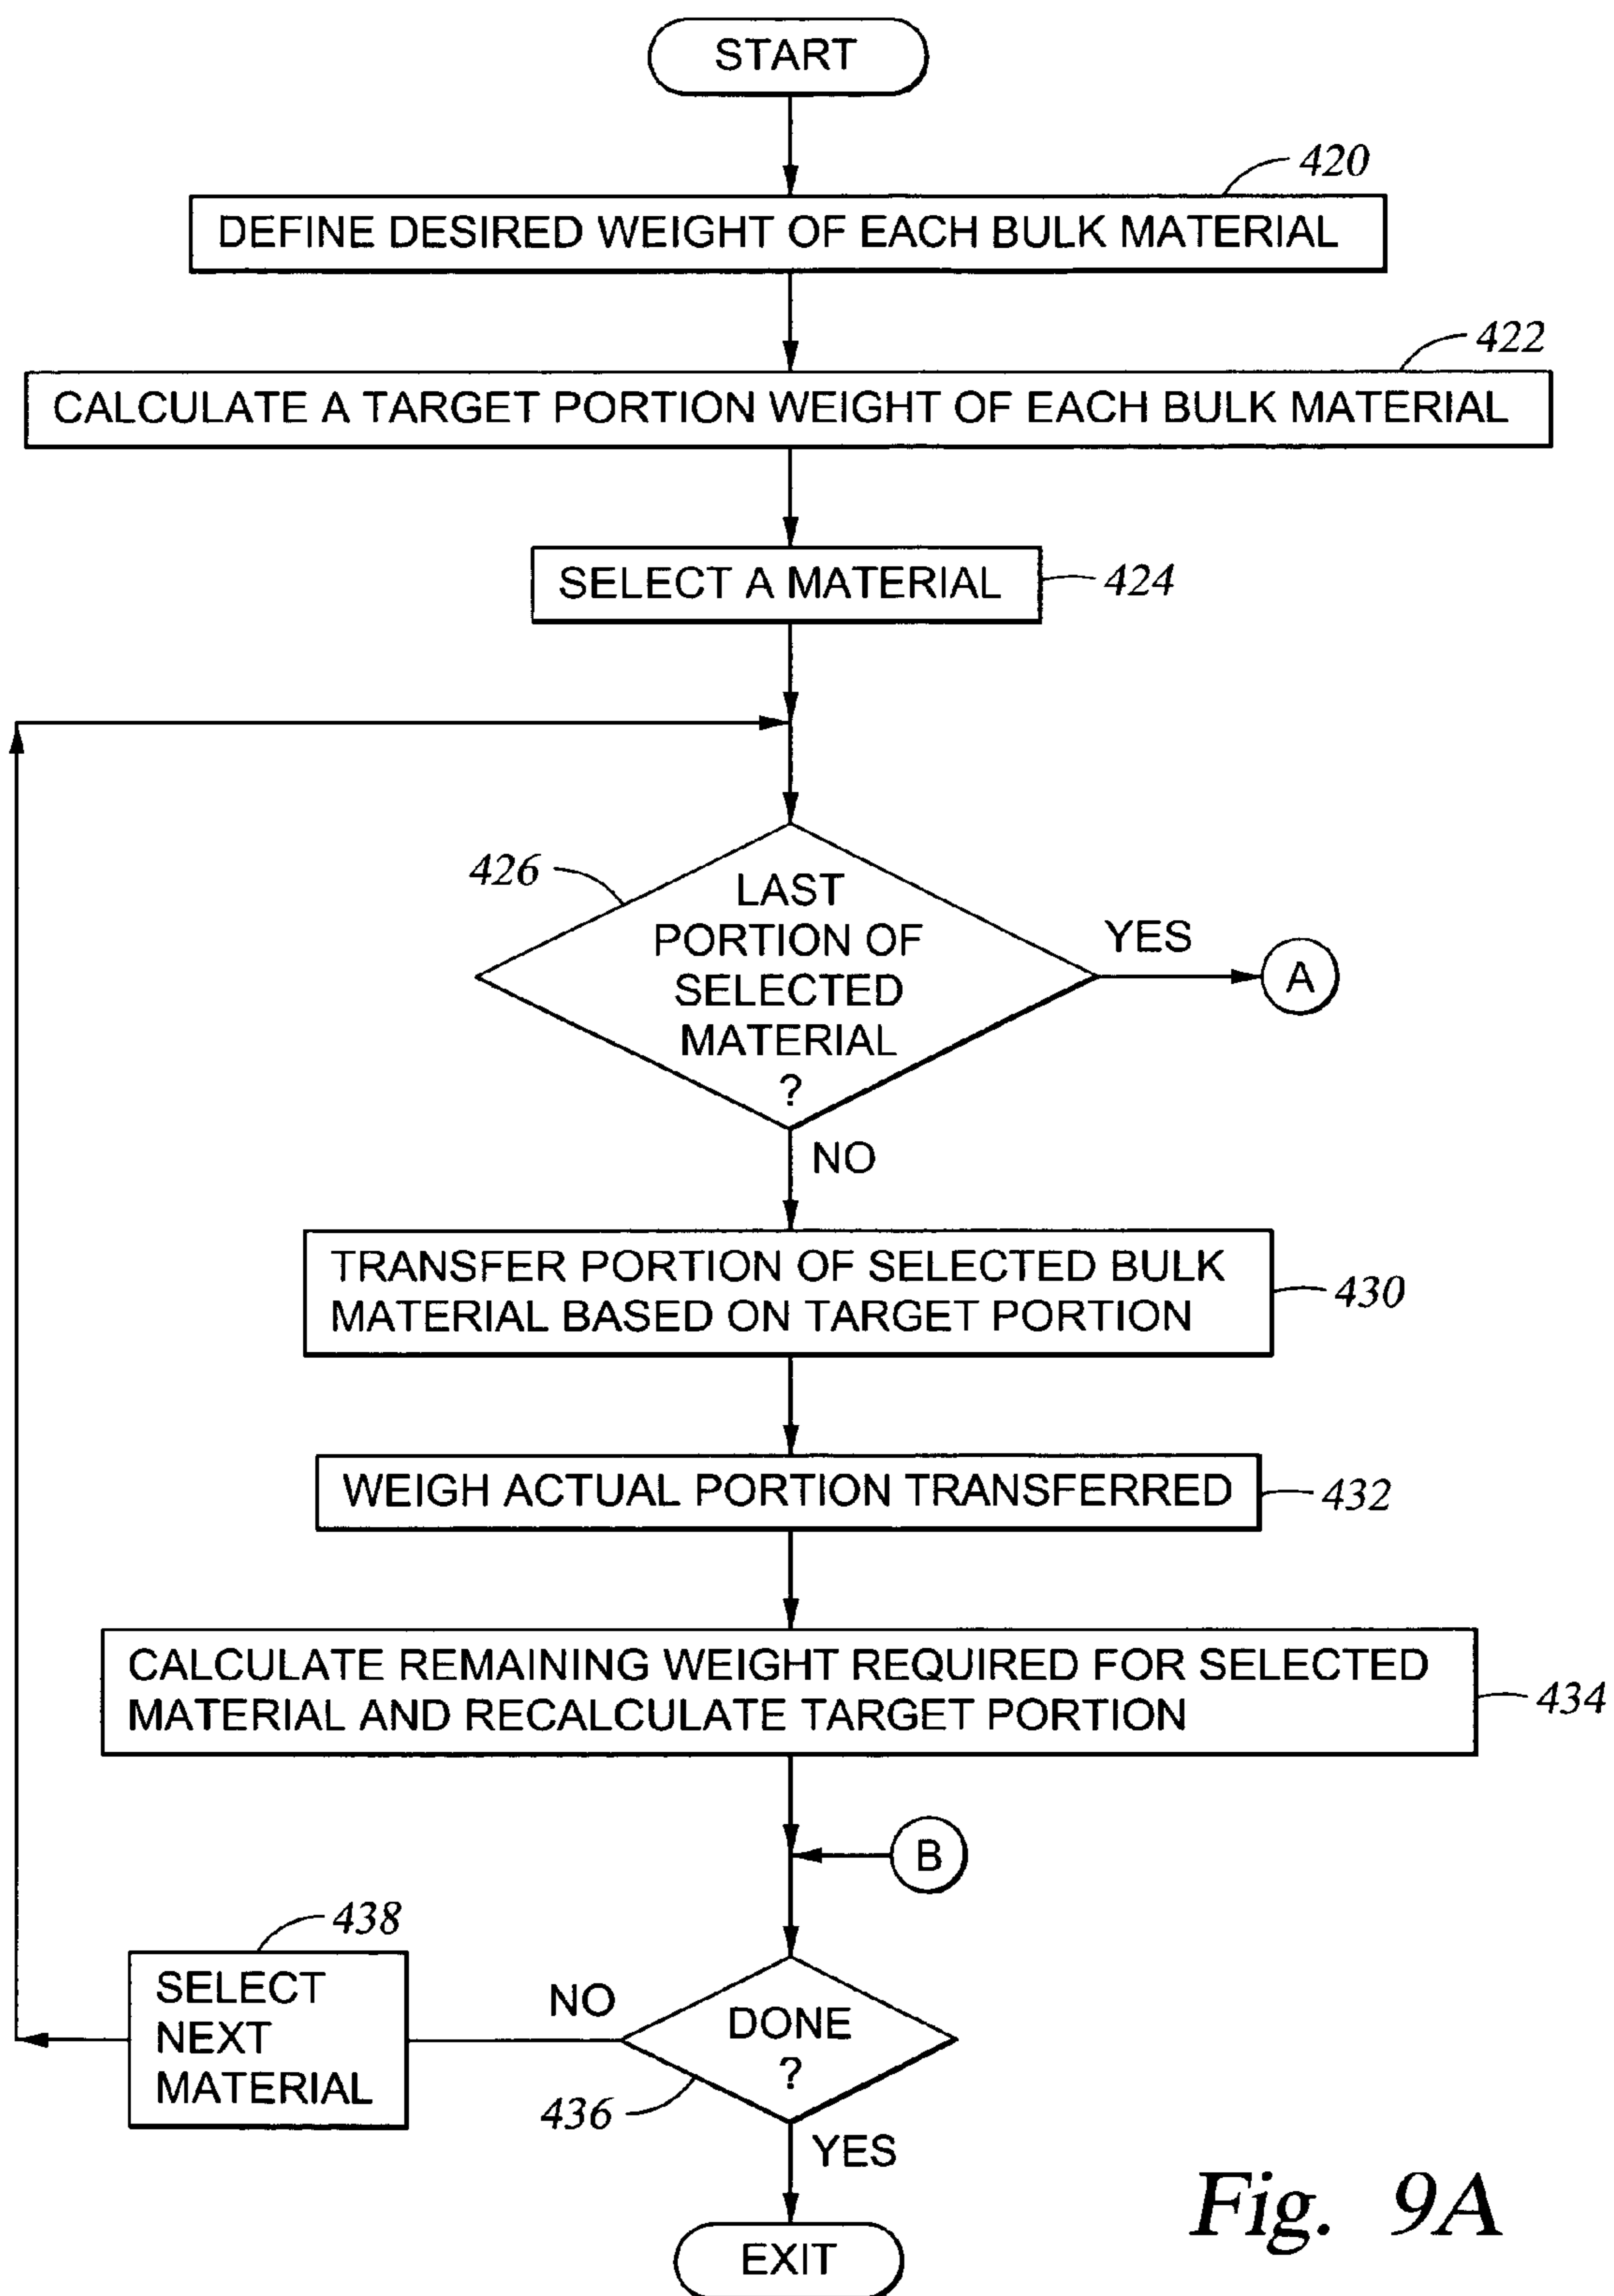 START
420
DEFINE DESIRED WEIGHT OF EACH BULK MATERIAL
422
CALCULATE A TARGET PORTION WEIGHT OF EACH BULK MATERIAL
SELECT A MATERIAL
424
426
LAST
PORTION OF
SELECTED
MATERIAL
?
YES
A
NO
TRANSFER PORTION OF SELECTED BULK
MATERIAL BASED ON TARGET PORTION
430
WEIGH ACTUAL PORTION TRANSFERRED
432
CALCULATE REMAINING WEIGHT REQUIRED FOR SELECTED
MATERIAL AND RECALCULATE TARGET PORTION
434
B
438
SELECT
NEXT
MATERIAL
NO
DONE
?
436
YES
EXIT
Fig. 9A